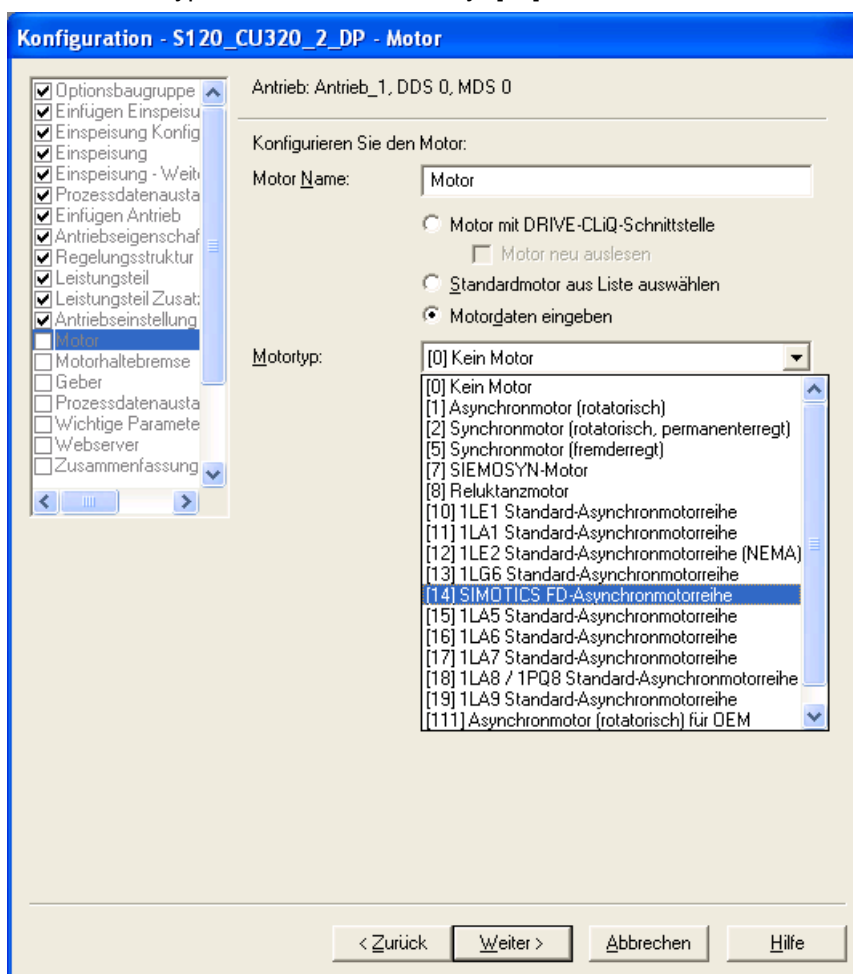 Konfiguration - S120_CU320_2_DP - Motor
Optionsbaugruppe
Einfügen Einspeisu
Einspeisung Konfig
Einspeisung
Einspeisung - Weit
Prozessdatenausta
Einfügen Antrieb
Antriebseigenschaf
Regelungsstruktur
Leistungsteil
Leistungsteil Zusat
Antriebseinstellung
Motor
Motorhaltebremse
Geber
Prozessdatenausta
Wichtige Paramete
Webserver
Zusammenfassung
Antrieb: Antrieb_1, DDS 0, MDS 0
Konfigurieren Sie den Motor:
Motor Name:
Motor
Motor mit DRIVE-CLiQ-Schnittstelle
Motor neu auslesen
Standardmotor aus Liste auswählen
Motordaten eingeben
Motortyp:
[0] Kein Motor
[0] Kein Motor
[1] Asynchronmotor (rotatorisch)
[2] Synchronmotor (rotatorisch, permanenterregt)
[5] Synchronmotor (fremderregt)
[7] SIEMOSYN-Motor
[8] Reluktanzmotor
[10] 1LE1 Standard-Asynchronmotorreihe
[11] 1LA1 Standard-Asynchronmotorreihe
[12] 1LE2 Standard-Asynchronmotorreihe (NEMA)
[13] 1LG6 Standard-Asynchronmotorreihe
[14] SIMOTICS FD-Asynchronmotorreihe
[15] 1LA5 Standard-Asynchronmotorreihe
[16] 1LA6 Standard-Asynchronmotorreihe
[17] 1LA7 Standard-Asynchronmotorreihe
[18] 1LA8 / 1PQ8 Standard-Asynchronmotorreihe
[19] 1LA9 Standard-Asynchronmotorreihe
[111] Asynchronmotor (rotatorisch) für OEM
< Zurück
Weiter >
Abbrechen
Hilfe